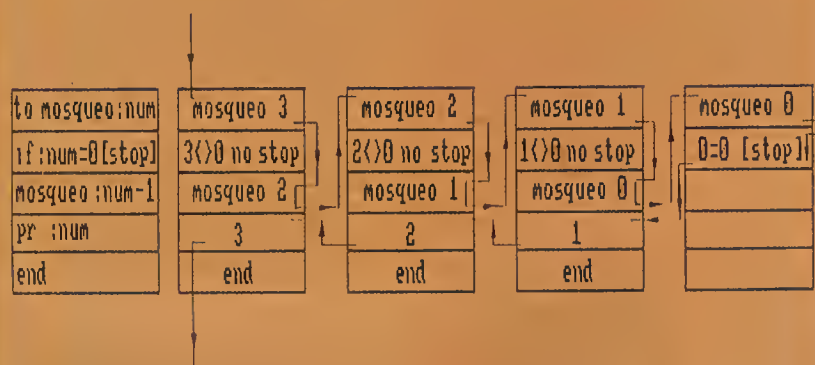 to mosqueo:num
if:num=0[stop]
mosqueo:num-1
pr :num
end
mosqueo 3
3<>0 no stop
mosqueo 2
3
end
mosqueo 2
2<>0 no stop
mosqueo 1
2
end
mosqueo 1
1<>0 no stop
mosqueo 0
1
end
mosqueo 0
0=0 [stop]